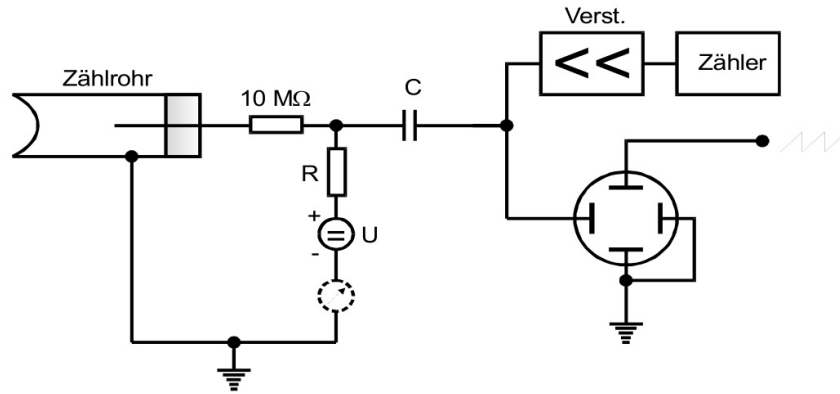 Verst.
Zählrohr
<<
Zähler
C
10 MΩ
R
+
=
U
-